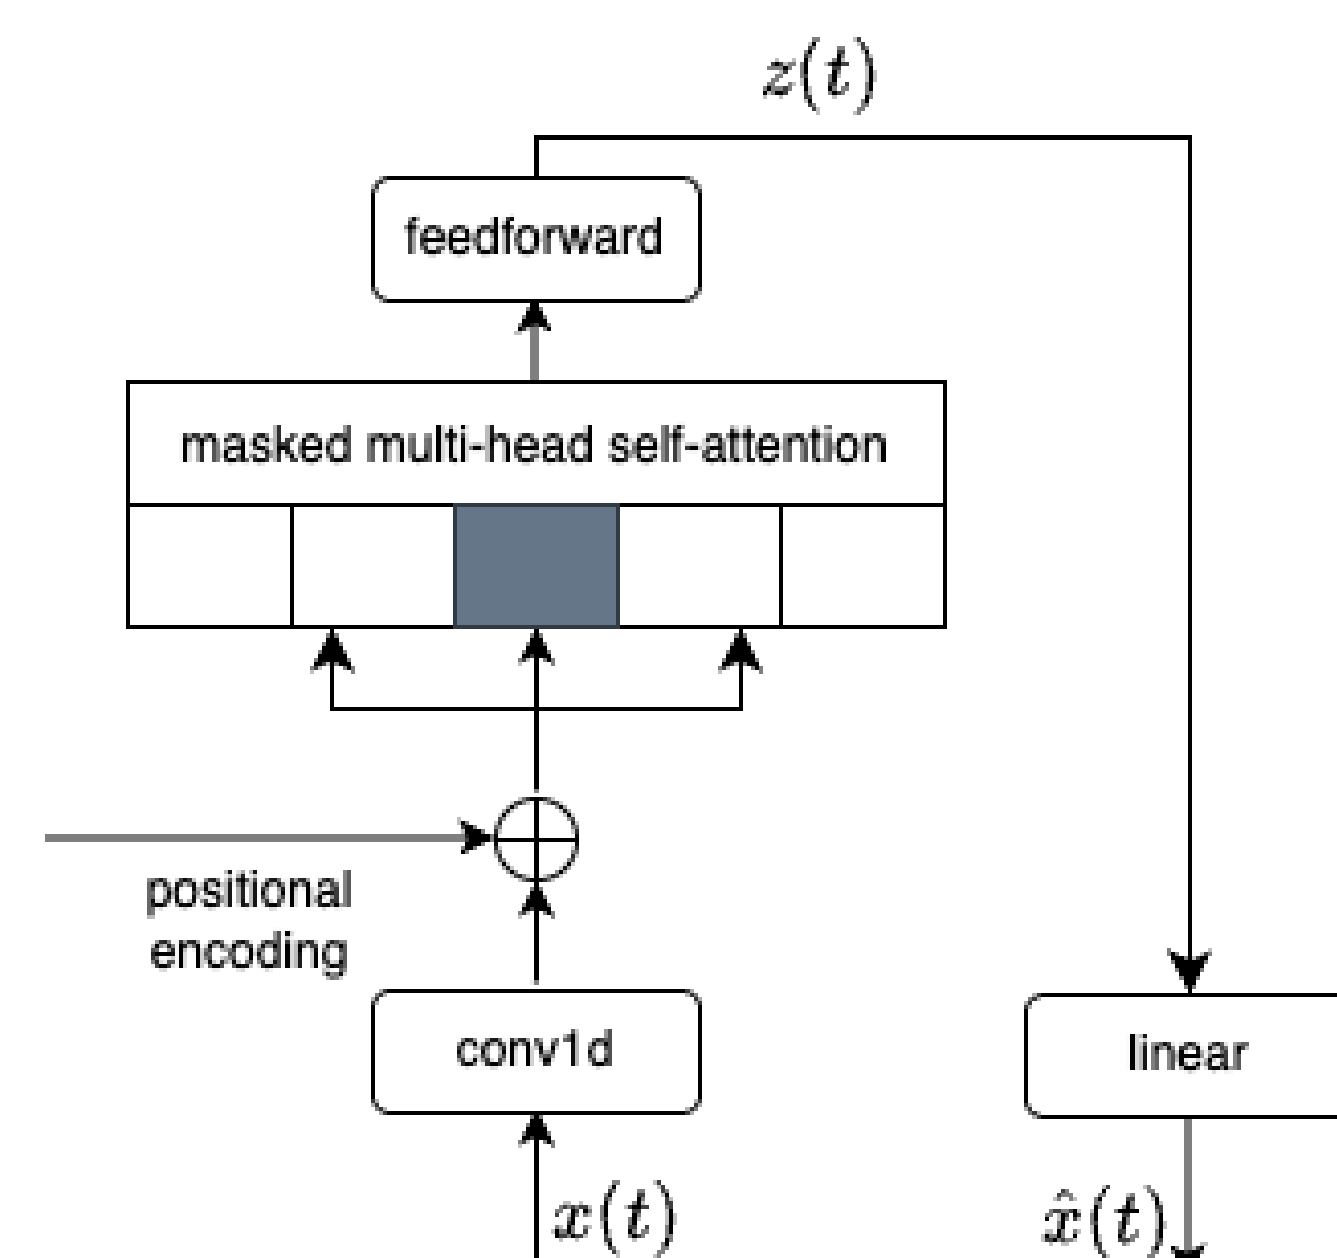 z(t)
feedforward
masked multi-head self-attention
positional
encoding
conv1d
linear
x(t)
x̂(t)